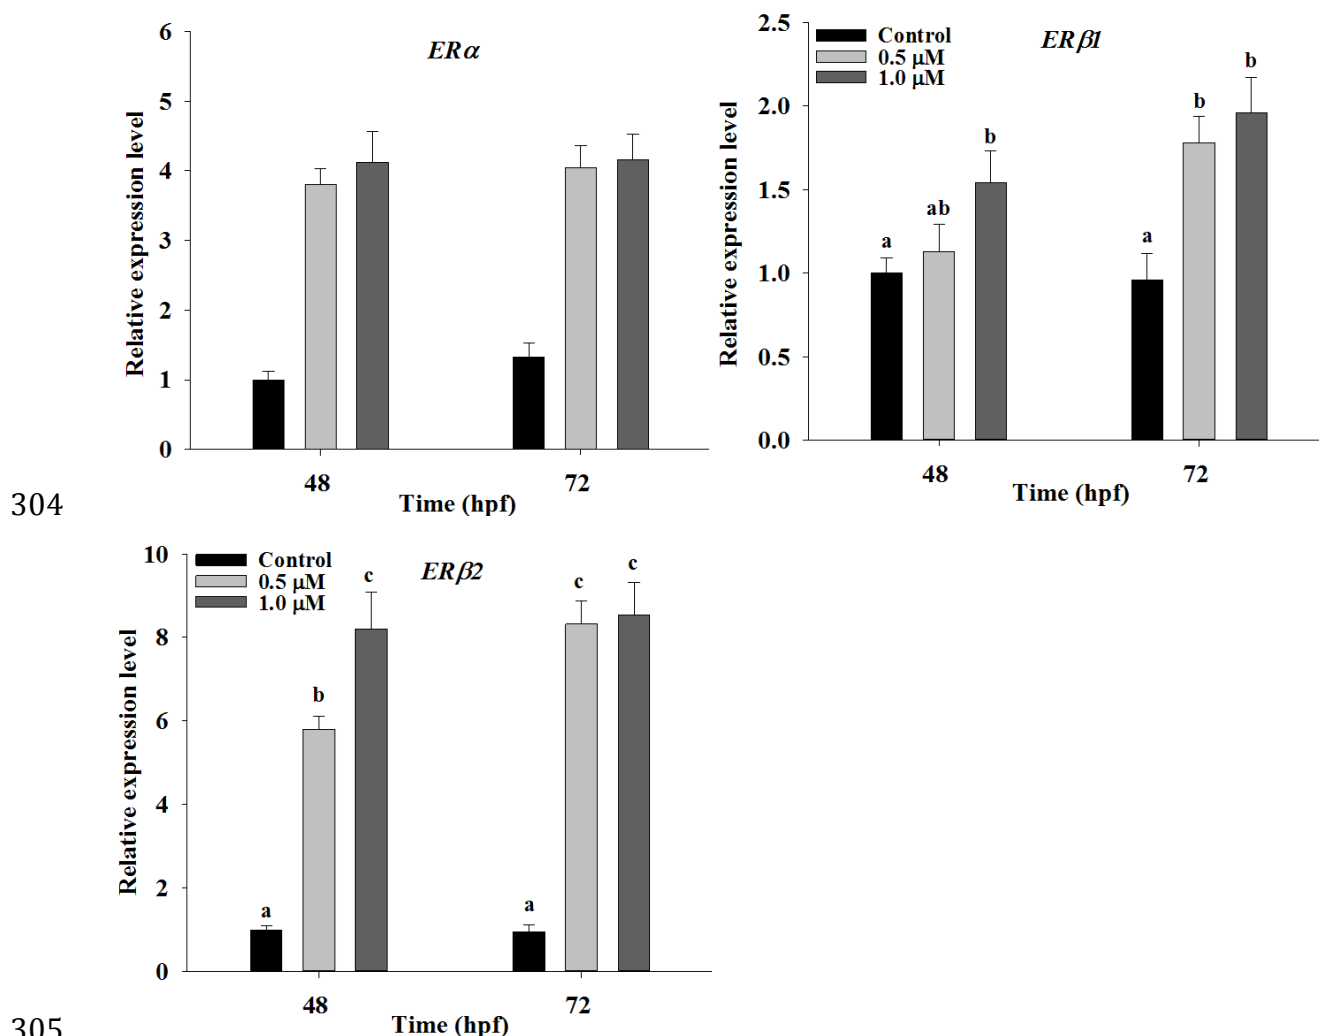 ERα
6
5
4
3
2
1
0
Relative expression level
48
72
Time (hpf)
304
ERβ1
Control
0.5 μM
1.0 μM
2.5
2.0
1.5
1.0
0.5
0.0
Relative expression level
a
ab
b
a
b
b
48
72
Time (hpf)
ERβ2
Control
0.5 μM
1.0 μM
10
8
6
4
2
0
Relative expression level
a
b
c
a
c
c
48
72
Time (hpf)
305